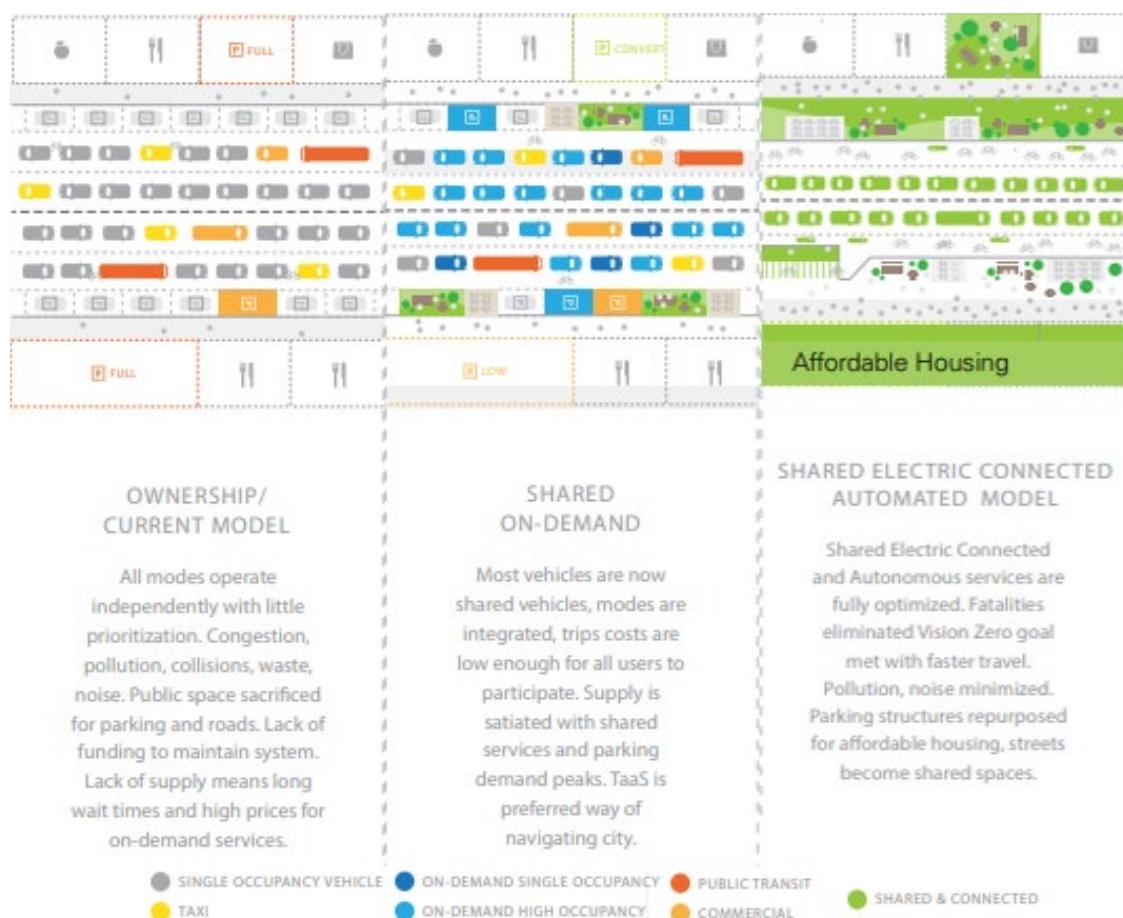 P FULL
P CONVERT
P FULL
P LOW
Affordable Housing
OWNERSHIP/
CURRENT MODEL
All modes operate
independently with little
prioritization. Congestion,
pollution, collisions, waste,
noise. Public space sacrificed
for parking and roads. Lack of
funding to maintain system.
Lack of supply means long
wait times and high prices for
on-demand services.
SHARED
ON-DEMAND
Most vehicles are now
shared vehicles, modes are
integrated, trips costs are
low enough for all users to
participate. Supply is
satiated with shared
services and parking
demand peaks. TaaS is
preferred way of
navigating city.
SHARED ELECTRIC CONNECTED
AUTOMATED MODEL
Shared Electric Connected
and Autonomous services are
fully optimized. Fatalities
eliminated Vision Zero goal
met with faster travel.
Pollution, noise minimized.
Parking structures repurposed
for affordable housing, streets
become shared spaces.
SINGLE OCCUPANCY VEHICLE
TAXI
ON-DEMAND SINGLE OCCUPANCY
ON-DEMAND HIGH OCCUPANCY
PUBLIC TRANSIT
COMMERCIAL
SHARED & CONNECTED